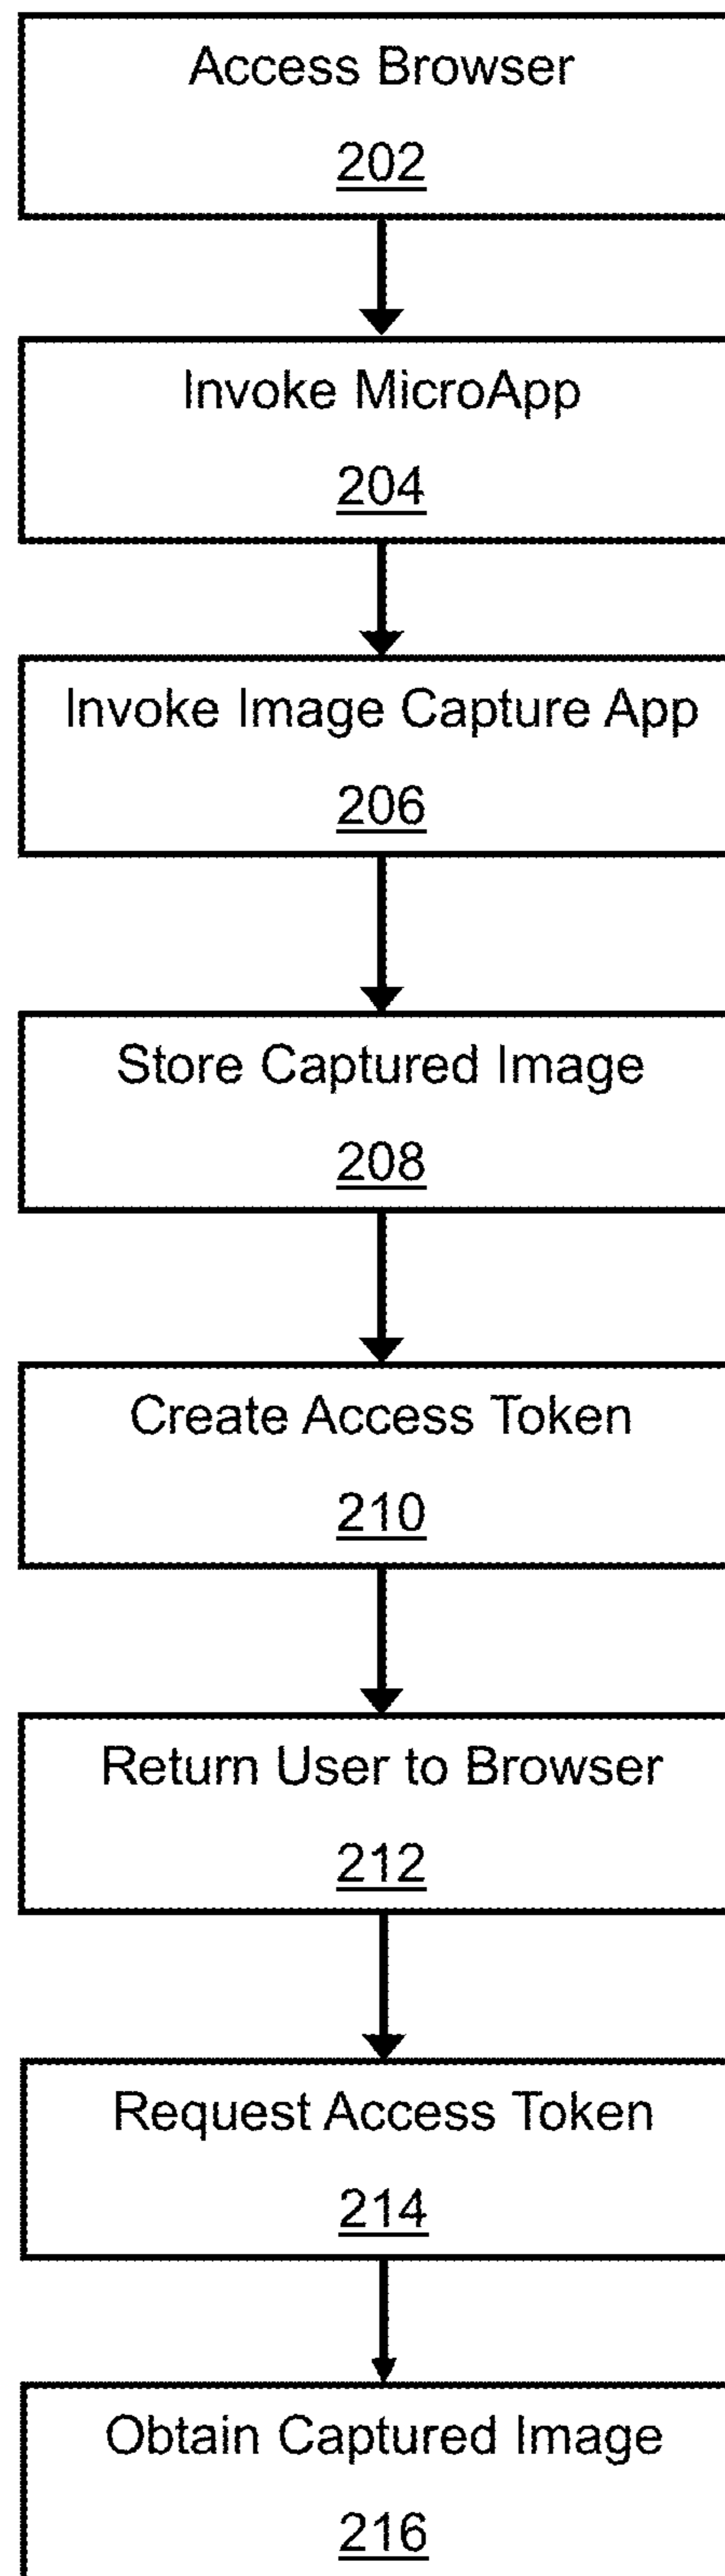 Access Browser
202
Invoke MicroApp
204
Invoke Image Capture App
206
Store Captured Image
208
Create Access Token
210
Return User to Browser
212
Request Access Token
214
Obtain Captured Image
216